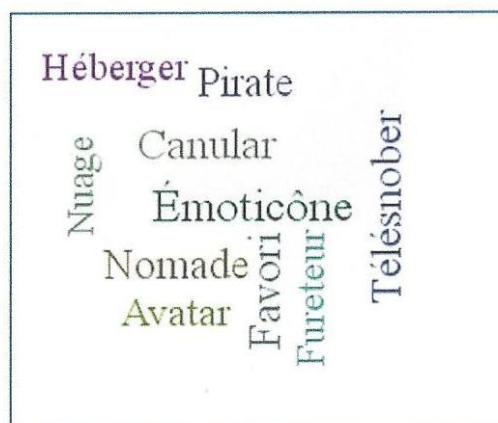 Héberger
Pirate
Canular
Nuage
Télésnober
Émoticône
Nomade
Favori
Fureteur
Avatar